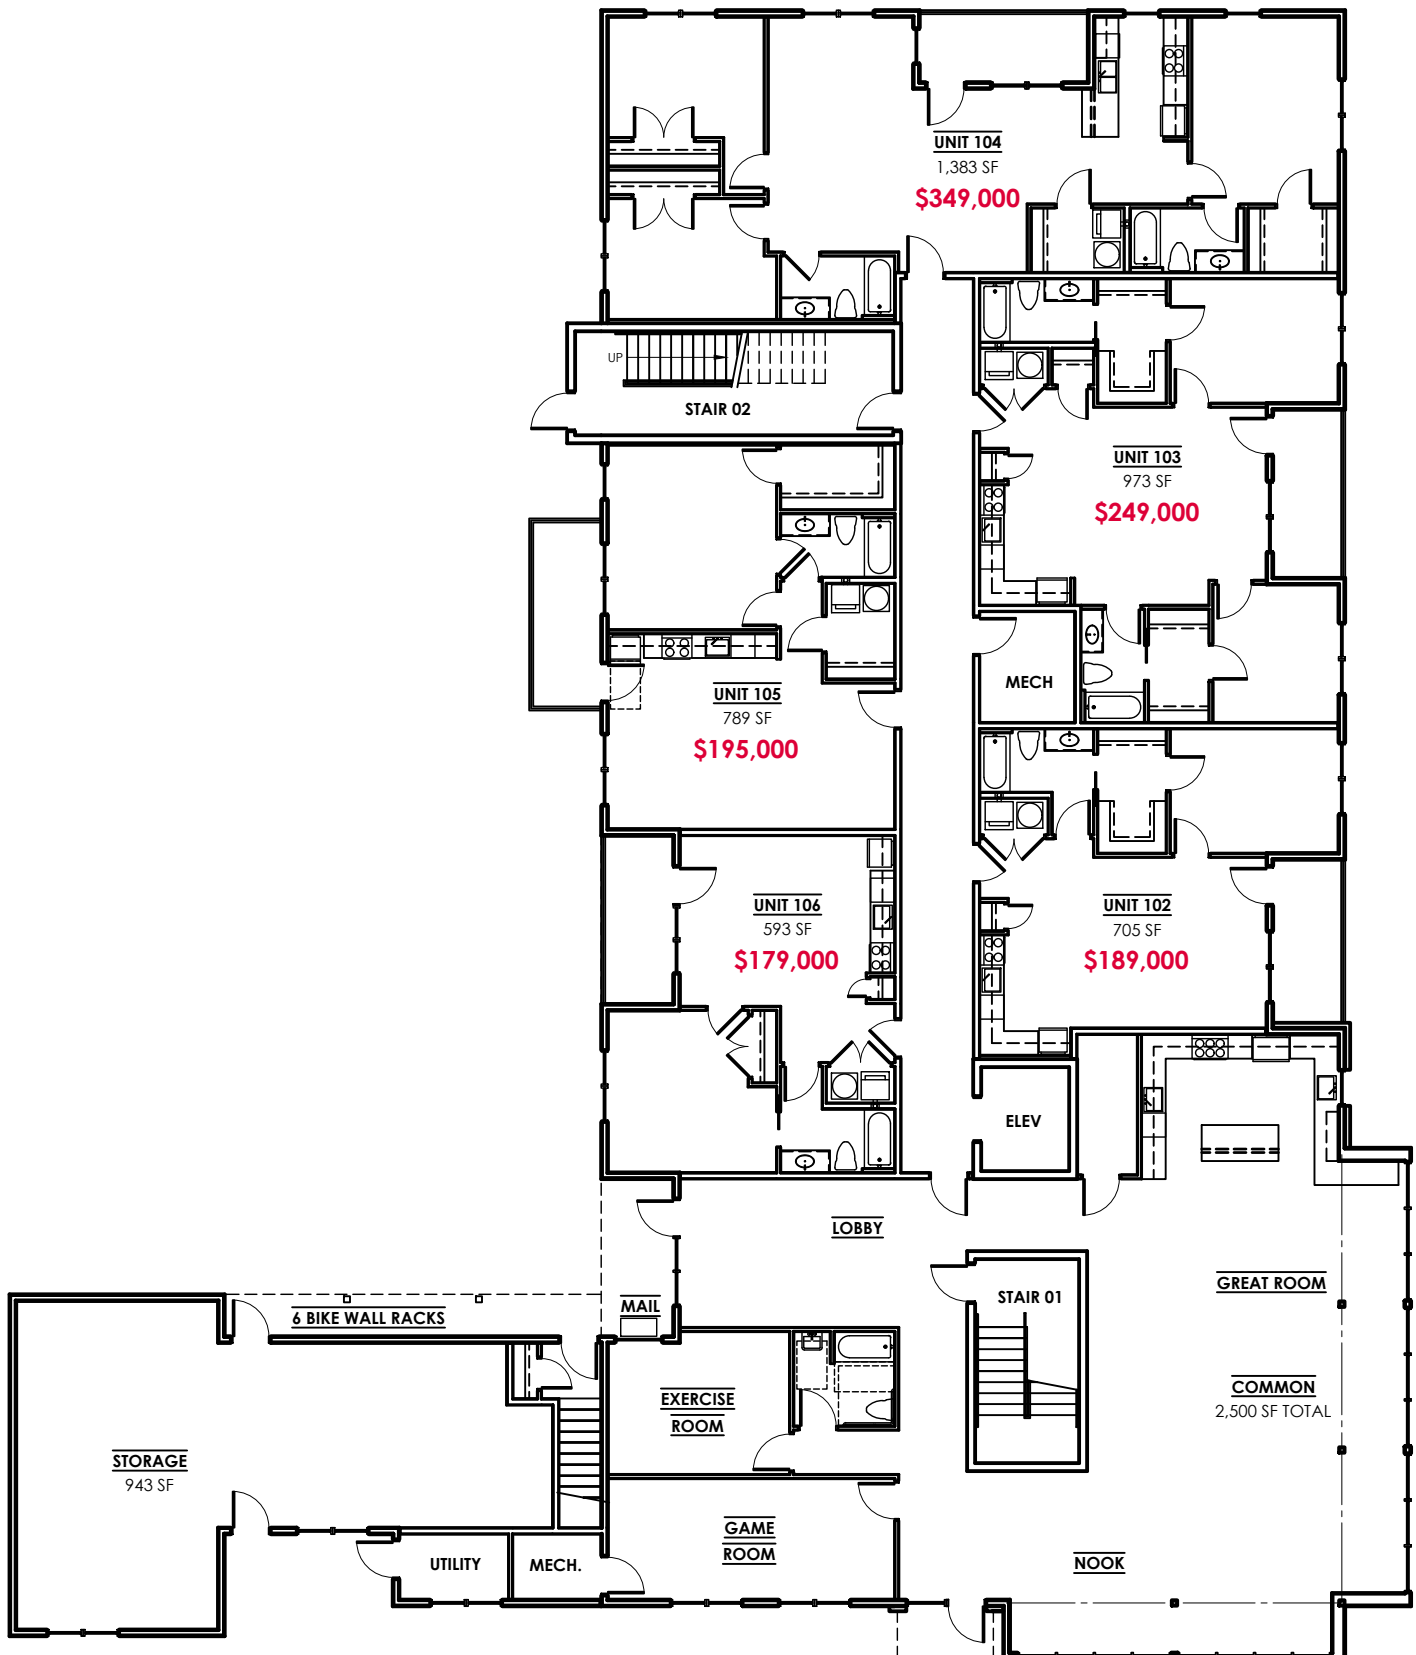 UNIT 104
1,383 SF
$349,000
UP
STAIR 02
UNIT 103
973 SF
$249,000
MECH
UNIT 105
789 SF
$195,000
UNIT 106
593 SF
$179,000
UNIT 102
705 SF
$189,000
ELEV
LOBBY
GREAT ROOM
STAIR 01
MAIL
6 BIKE WALL RACKS
EXERCISE
ROOM
COMMON
2,500 SF TOTAL
STORAGE
943 SF
GAME
ROOM
UTILITY
MECH.
NOOK